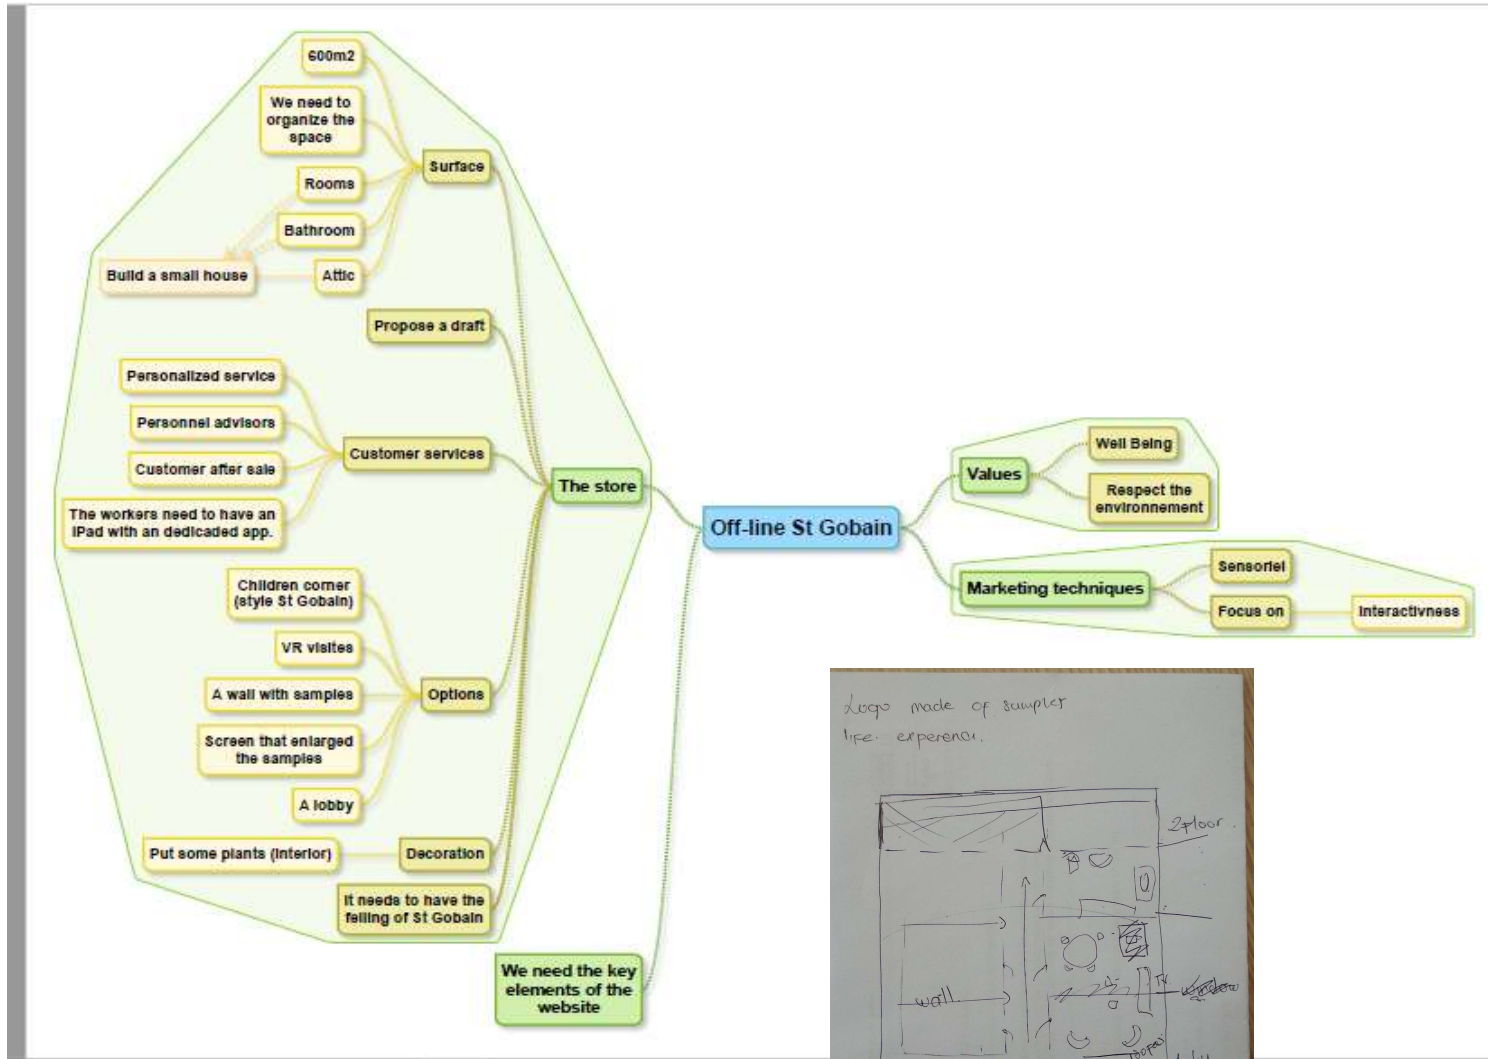 600m2
We need to
organize the
space
Rooms
Bathroom
Attic
Build a small house
Surface
Propose a draft
Personalized service
Personnel advisors
Customer after sale
The workers need to have an
iPad with an dedicaded app.
Customer services
Children corner
(style St Gobain)
VR visites
A wall with samples
Screen that enlarged
the samples
A lobby
Options
Put some plants (interior)
Decoration
It needs to have the
felling of St Gobain
The store
We need the key
elements of the
website
Off-line St Gobain
Values
Well Being
Respect the
environnement
Marketing techniques
Sensoriel
Focus on
Interactivness
Logo made of samples
life
2 floor.
wall
TV